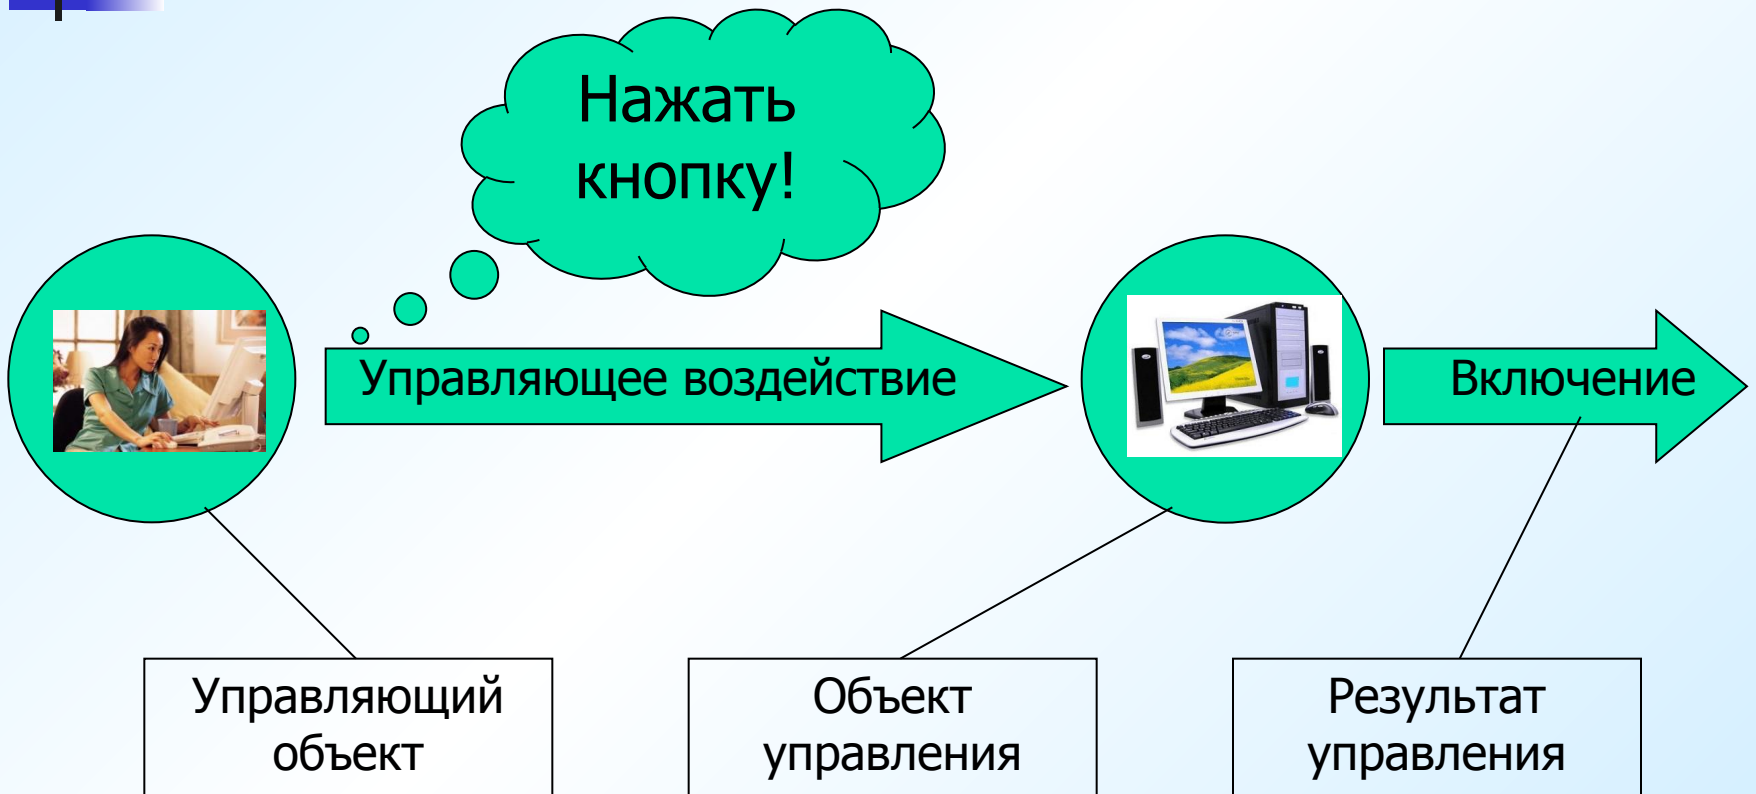 Нажать
кнопку!
Управляющее воздействие
Включение
Управляющий
объект
Объект
управления
Результат
управления